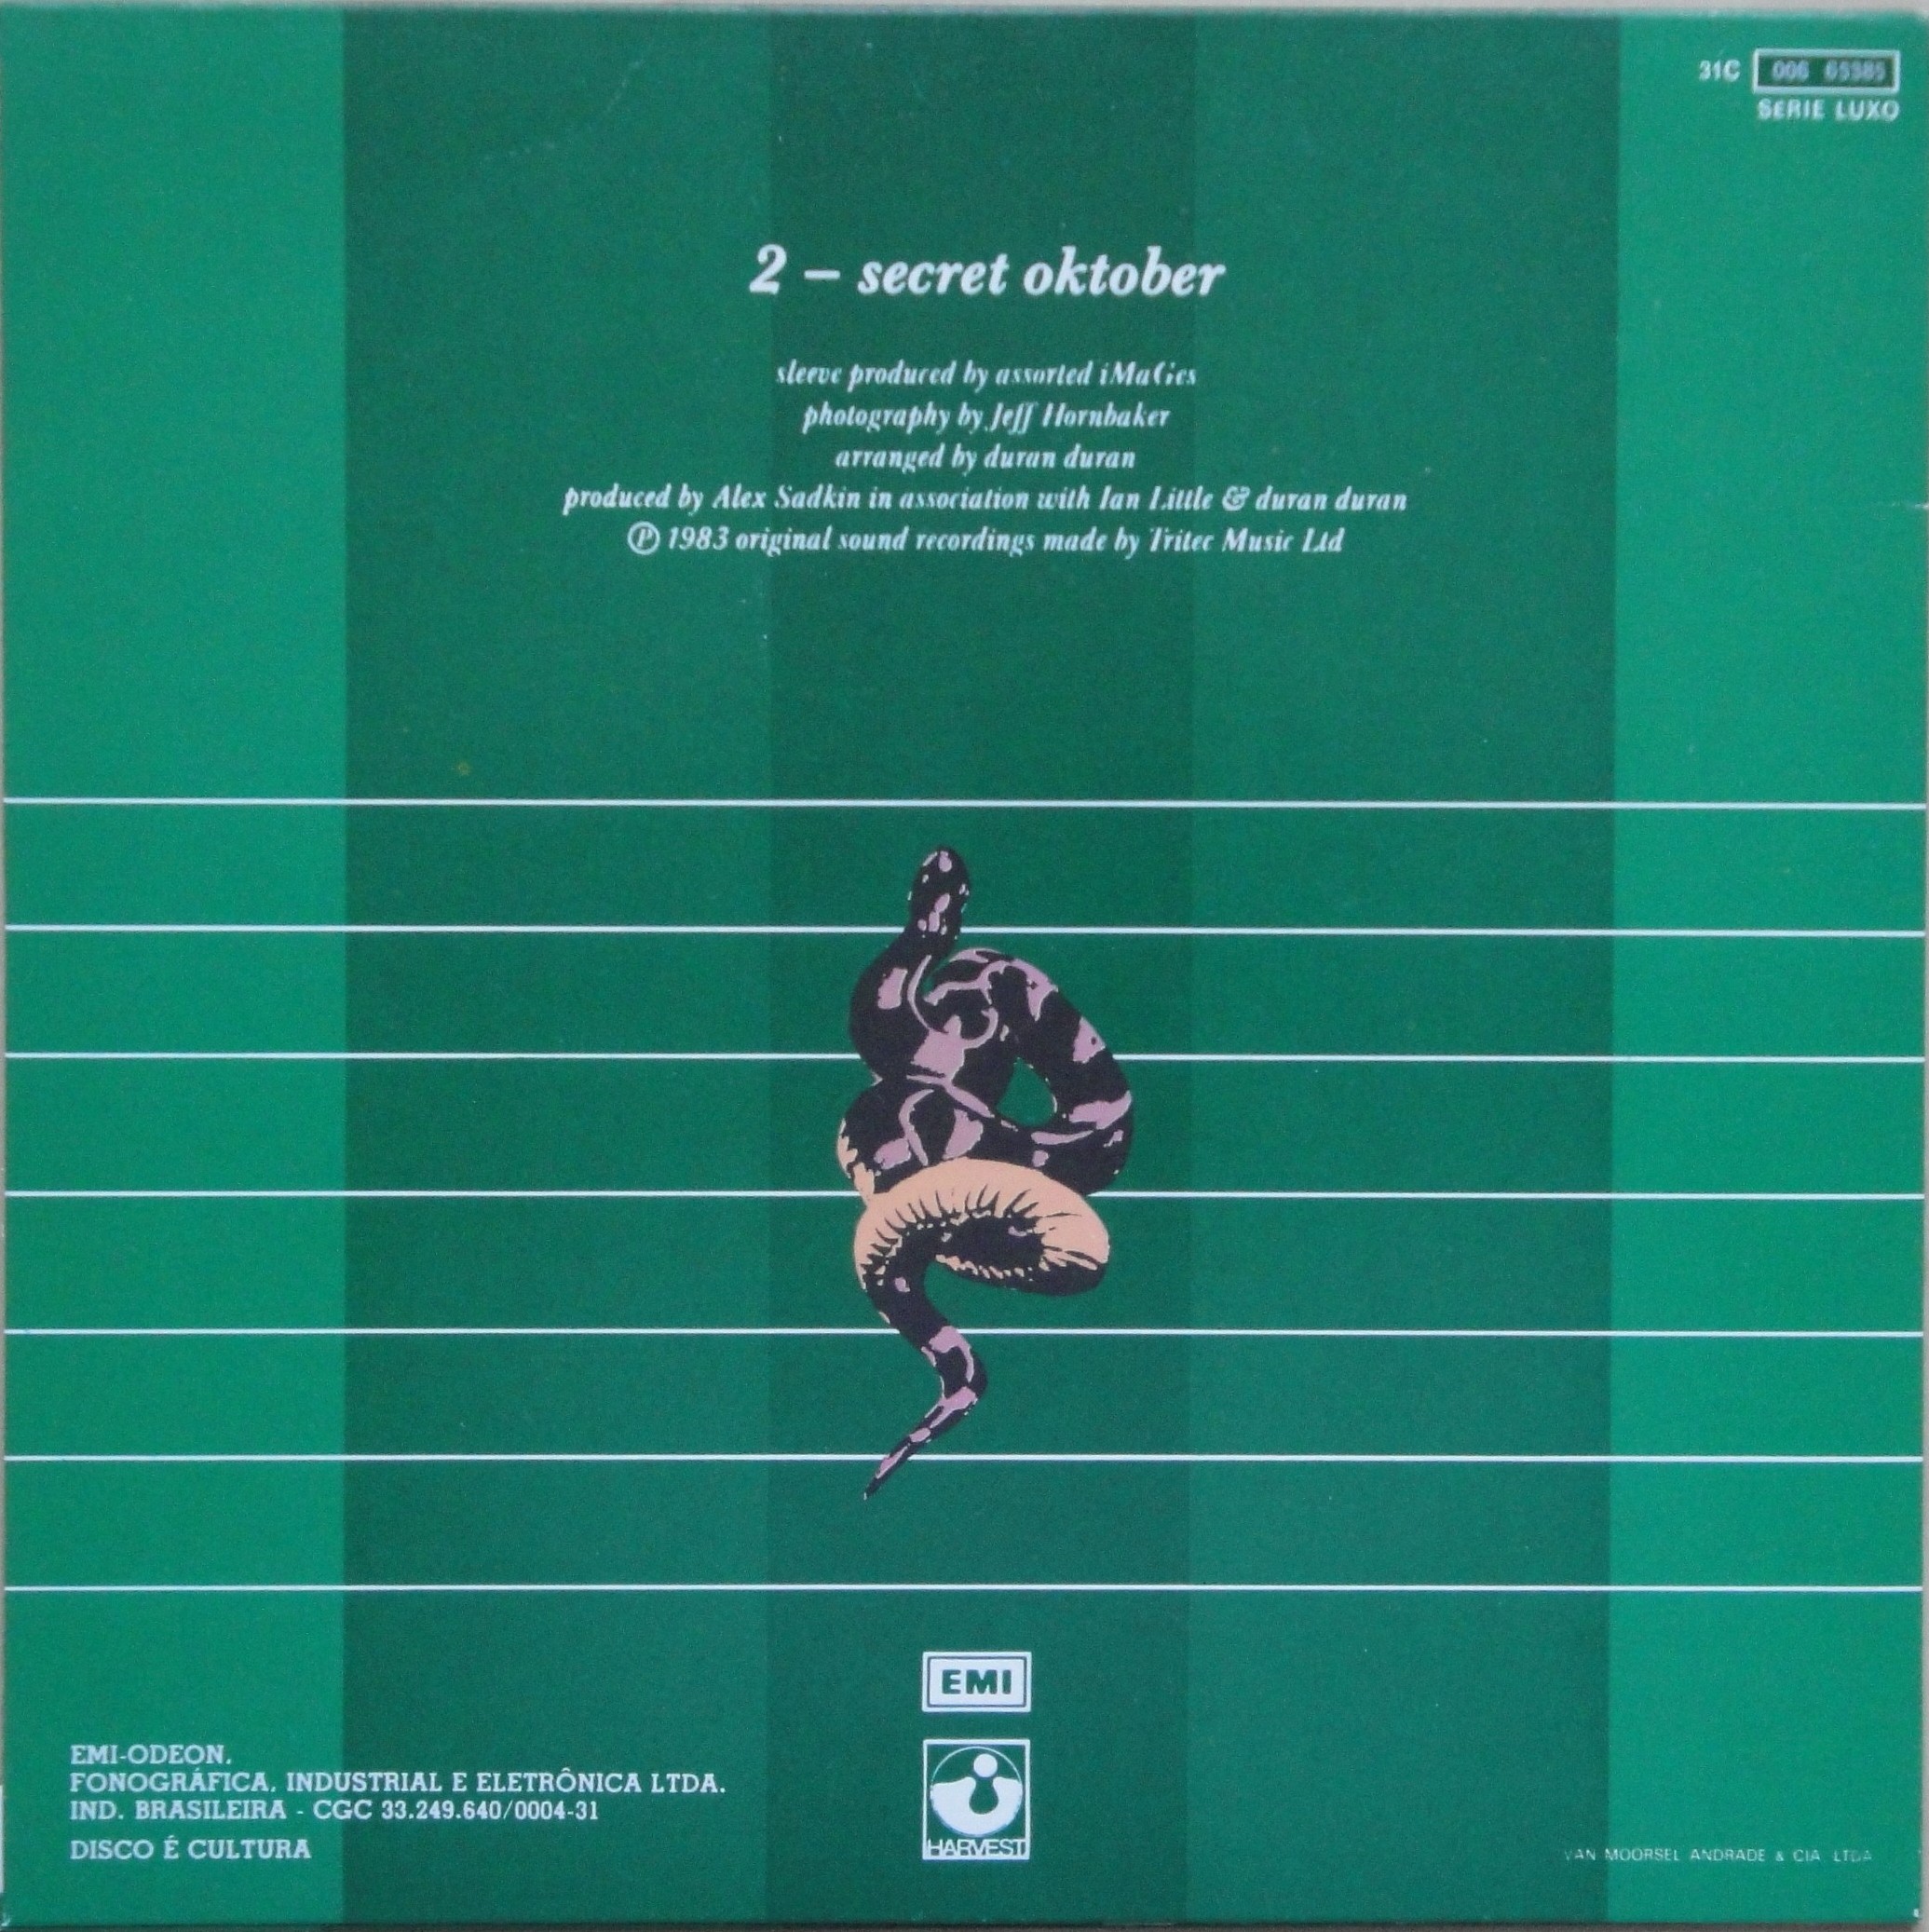 31C 006 65985
SERIE LUXO
2 – secret oktober
sleeve produced by assorted iMaGes
photography by Jeff Hornbaker
arranged by duran duran
produced by Alex Sadkin in association with Ian Little & duran duran
℗ 1983 original sound recordings made by Tritec Music Ltd
EMI
EMI-ODEON.
FONOGRÁFICA, INDUSTRIAL E ELETRÔNICA LTDA.
IND. BRASILEIRA - CGC 33.249.640/0004-31
DISCO É CULTURA
HARVEST
VAN MOORSEL ANDRADE & CIA. LTDA